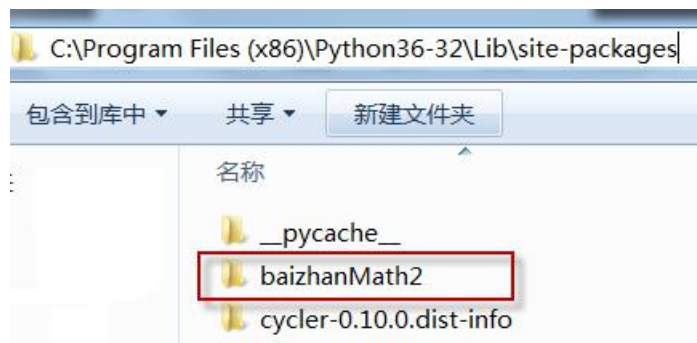 C:\Program Files (x86)\Python36-32\Lib\site-packages
包含到库中 共享 新建文件夹
名称
__pycache__
baizhanMath2
cycler-0.10.0.dist-info